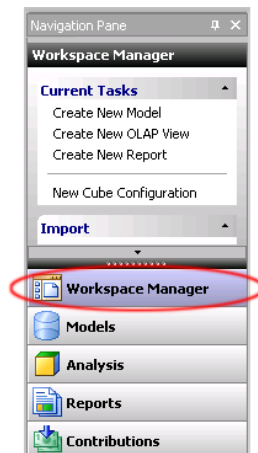 Navigation Pane
Workspace Manager
Current Tasks
Create New Model
Create New OLAP View
Create New Report
New Cube Configuration
Import
Workspace Manager
Models
Analysis
Reports
Contributions